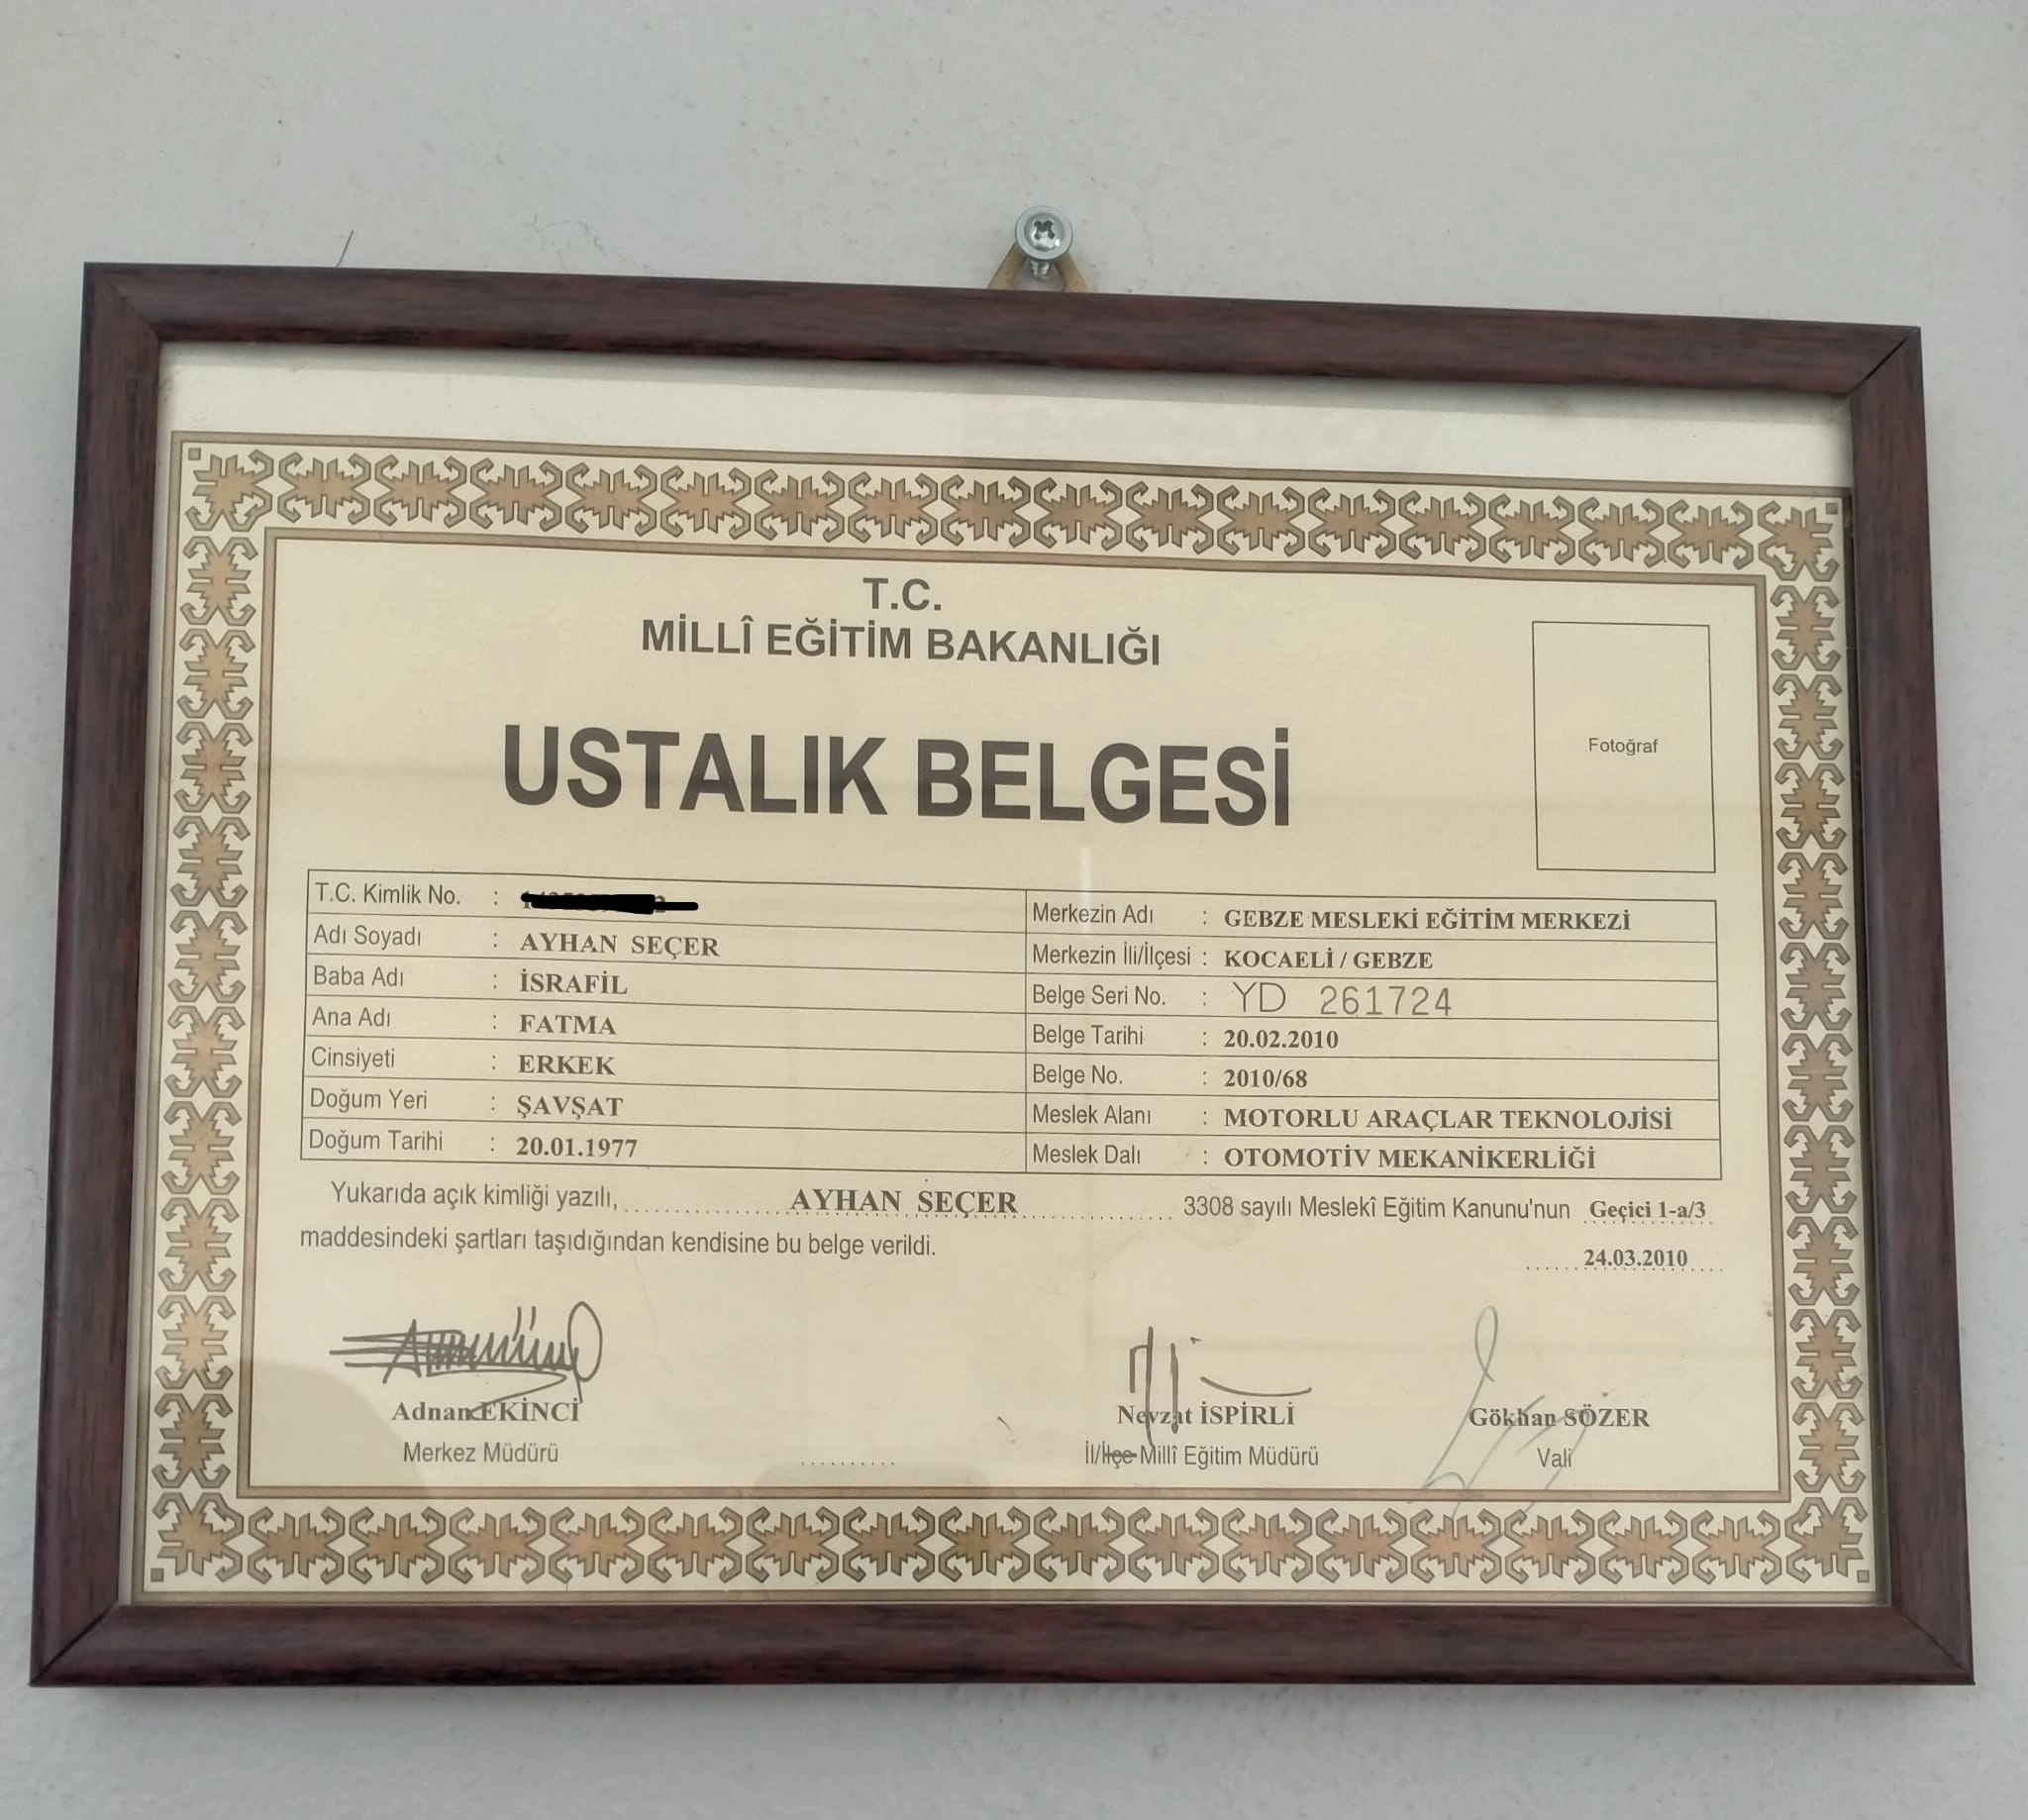 T.C.
MİLLÎ EĞİTİM BAKANLIĞI
Fotoğraf
USTALIK BELGESİ
T.C. Kimlik No. :
Adı Soyadı : AYHAN SEÇER
Baba Adı : İSRAFİL
Ana Adı : FATMA
Cinsiyeti : ERKEK
Doğum Yeri : ŞAVŞAT
Doğum Tarihi : 20.01.1977
Merkezin Adı : GEBZE MESLEKİ EĞİTİM MERKEZİ
Merkezin İli/İlçesi : KOCAELİ / GEBZE
Belge Seri No. : YD 261724
Belge Tarihi : 20.02.2010
Belge No. : 2010/68
Meslek Alanı : MOTORLU ARAÇLAR TEKNOLOJİSİ
Meslek Dalı : OTOMOTİV MEKANİKERLİĞİ
Yukarıda açık kimliği yazılı, AYHAN SEÇER 3308 sayılı Meslekî Eğitim Kanunu'nun Geçici 1-a/3
maddesindeki şartları taşıdığından kendisine bu belge verildi.
24.03.2010
Adnan EKİNCİ
Merkez Müdürü
Nevzat İSPİRLİ
İl/İlçe Millî Eğitim Müdürü
Gökhan SÖZER
Vali